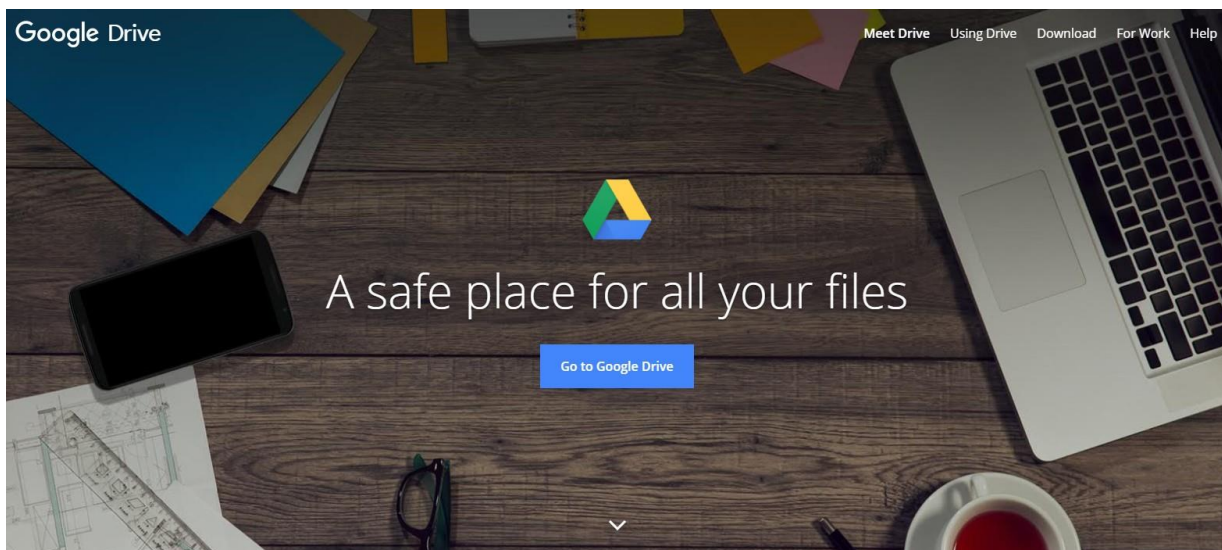 Google Drive
Meet Drive Using Drive Download For Work Help
A safe place for all your files
Go to Google Drive